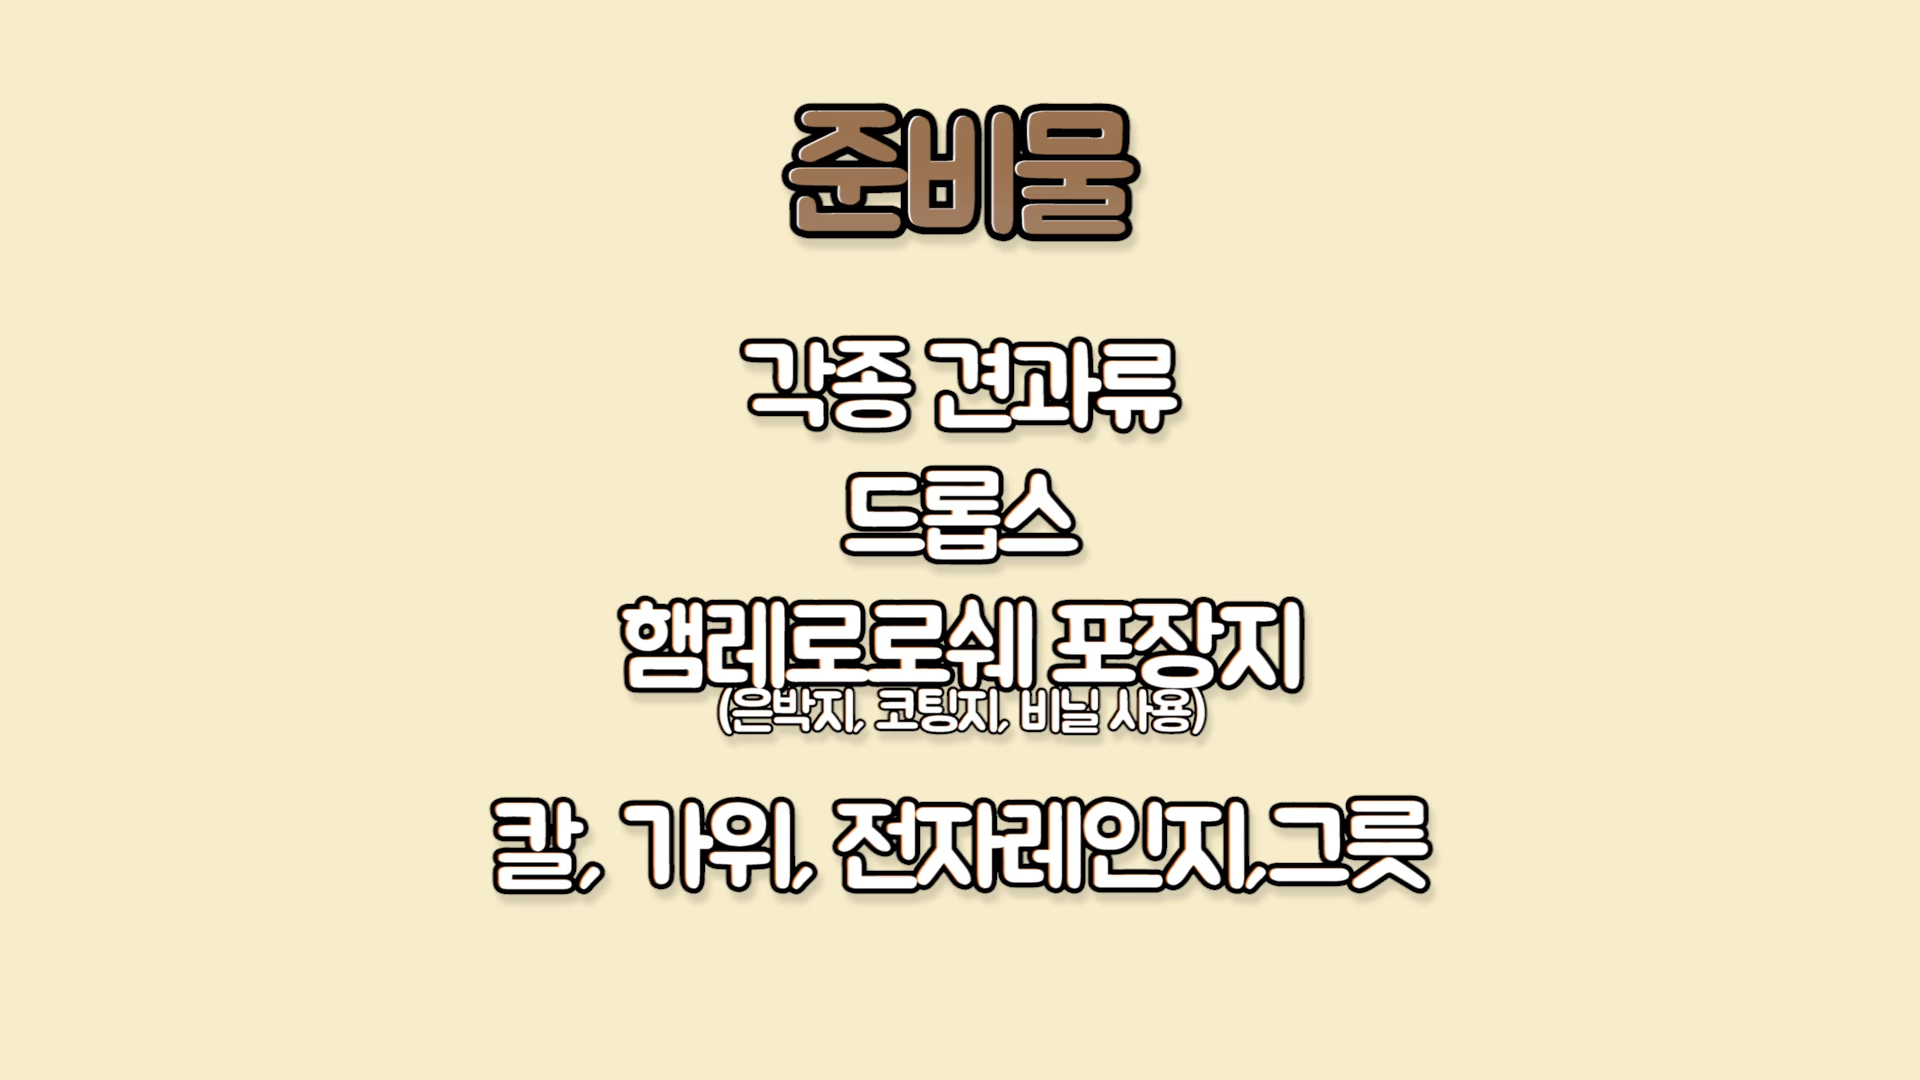 준비물
각종 견과류
드롭스
햄레로로쉐 포장지
(은박지, 코팅지, 비닐 사용)
칼, 가위, 전자레인지,그릇